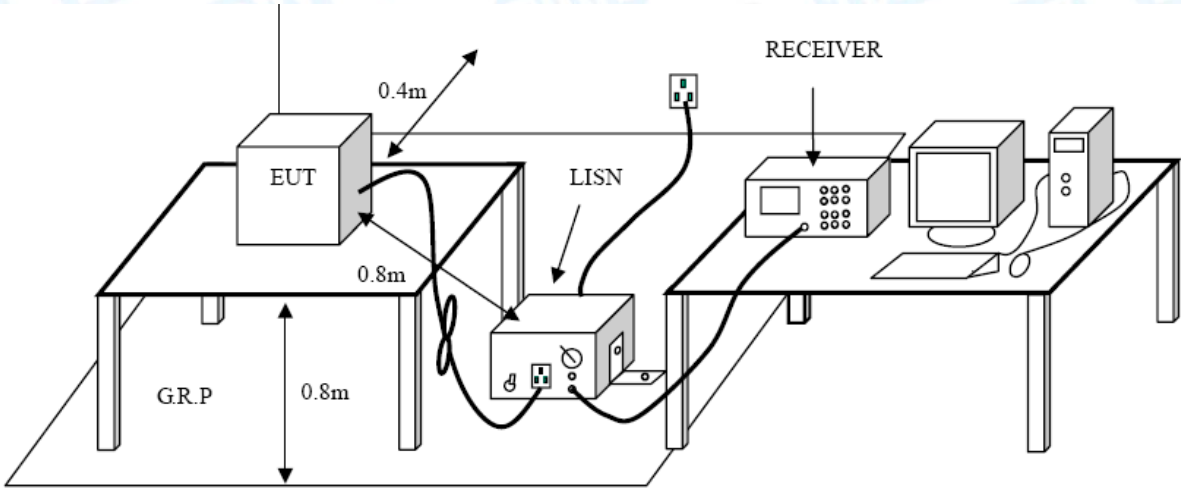 RECEIVER
0.4m
EUT
LISN
0.8m
G.R.P
0.8m